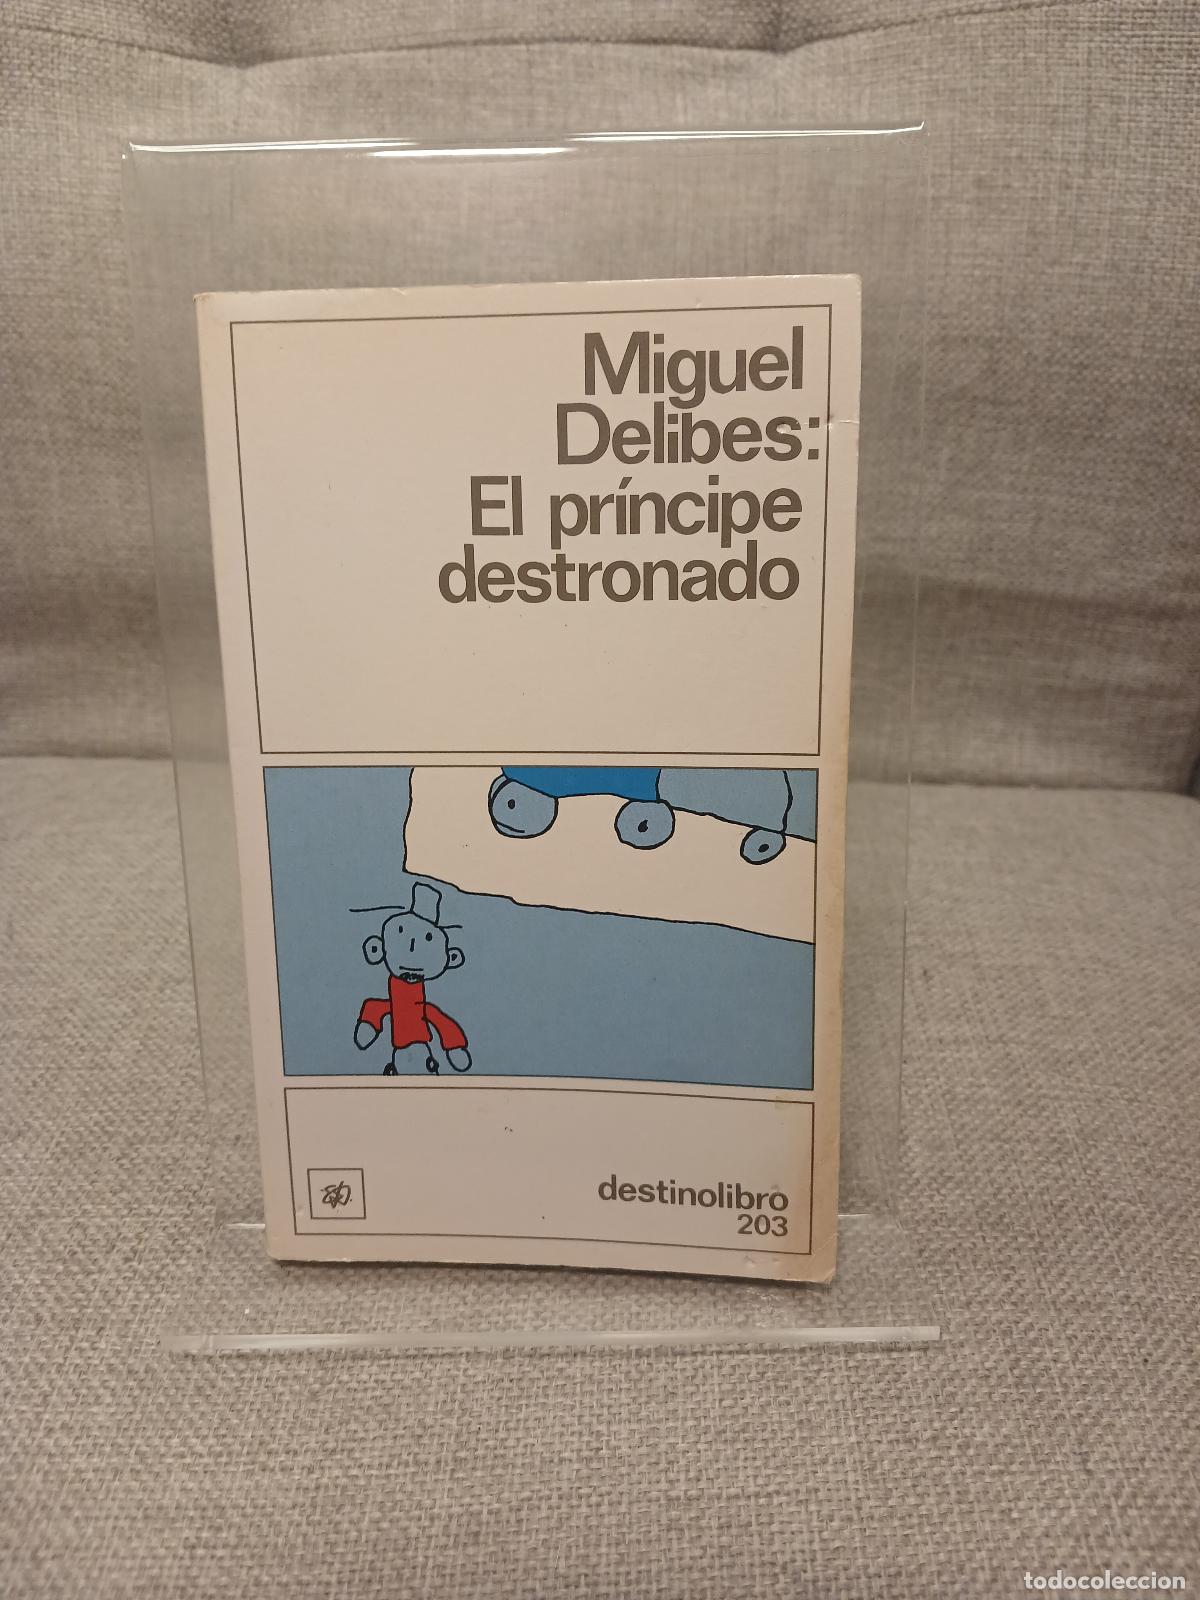 Miguel
Delibes:
El príncipe
destronado
destinolibro
203
todocoleccion